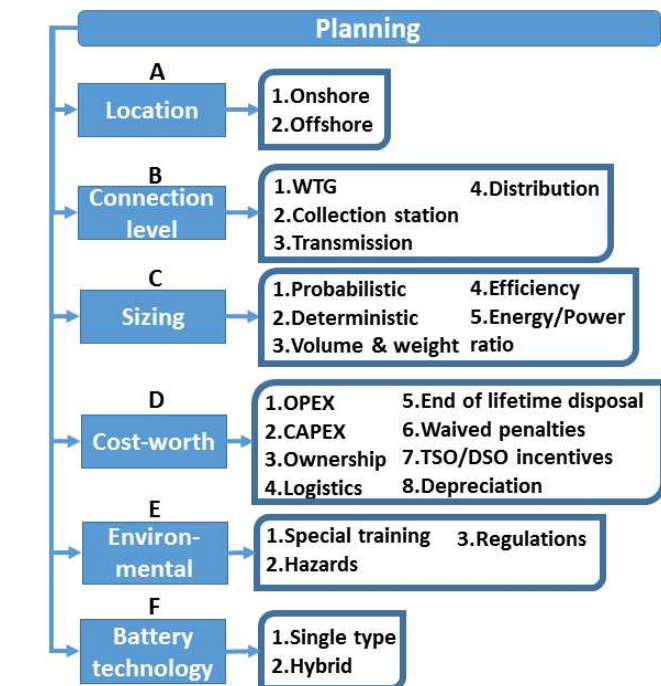 Planning
A
Location
1.Onshore
2.Offshore
B
Connection
level
1.WTG
2.Collection station
3.Transmission
4.Distribution
C
Sizing
1.Probabilistic
2.Deterministic
3.Volume & weight
4.Efficiency
5.Energy/Power
ratio
D
Cost-worth
1.OPEX
2.CAPEX
3.Ownership
4.Logistics
5.End of lifetime disposal
6.Waived penalties
7.TSO/DSO incentives
8.Depreciation
E
Environ-
mental
1.Special training
2.Hazards
3.Regulations
F
Battery
technology
1.Single type
2.Hybrid